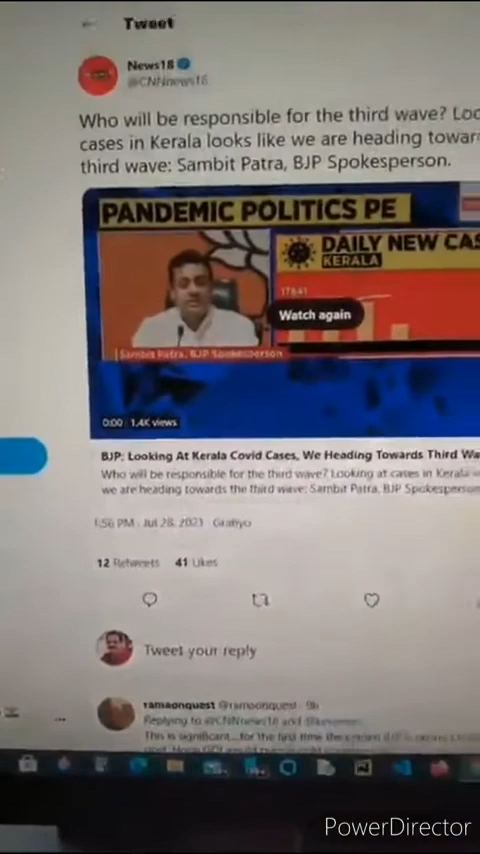 Tweet
News18
@CNNnews18
Who will be responsible for the third wave? Loo
cases in Kerala looks like we are heading towar
third wave: Sambit Patra, BJP Spokesperson.
PANDEMIC POLITICS PE
DAILY NEW CAS
KERALA
17841
Watch again
Sambit Patra, BJP Spokesperson
0:00 1.4K views
BJP: Looking At Kerala Covid Cases, We Heading Towards Third Wa
Who will be responsible for the third wave? Looking at cases in Kerala
we are heading towards the third wave: Sambit Patra, BJP Spokesperson
1:56 PM · Jul 28, 2021 · Grabyo
12 Retweets 41 Likes
Tweet your reply
ramaonquest @ramaonquest · 9h
Replying to @CNNnews18 and
This is significant...for the first time the
PowerDirector